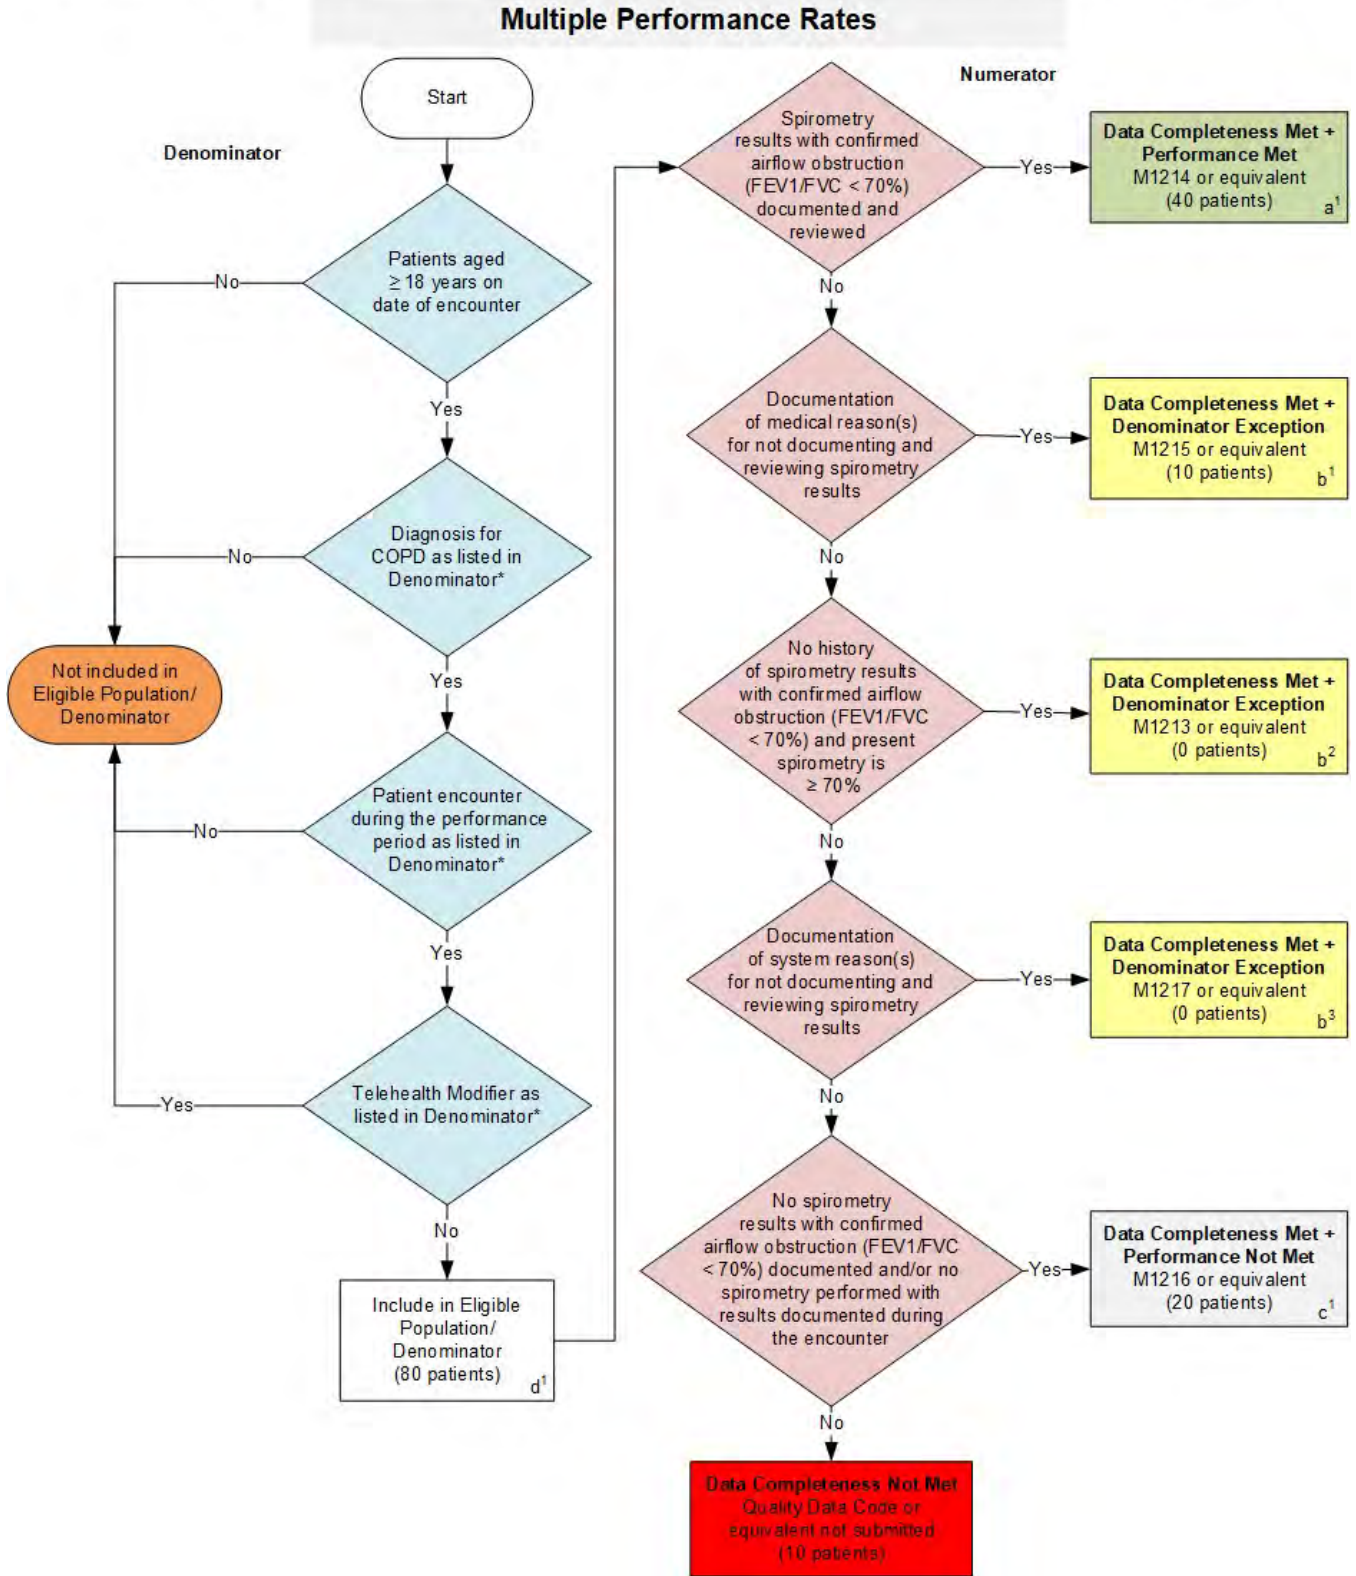 Multiple Performance Rates
Denominator
Start
Patients aged
≥ 18 years on
date of encounter
No
Yes
Diagnosis for
COPD as listed in
Denominator*
No
Yes
Not included in
Eligible Population/
Denominator
Patient encounter
during the performance
period as listed in
Denominator*
No
Yes
Telehealth Modifier as
listed in Denominator*
Yes
No
Include in Eligible
Population/
Denominator
(80 patients)
d¹
Numerator
Spirometry
results with confirmed
airflow obstruction
(FEV1/FVC < 70%)
documented and
reviewed
Yes
Data Completeness Met +
Performance Met
M1214 or equivalent
(40 patients)
a¹
No
Documentation
of medical reason(s)
for not documenting and
reviewing spirometry
results
Yes
Data Completeness Met +
Denominator Exception
M1215 or equivalent
(10 patients)
b¹
No
No history
of spirometry results
with confirmed airflow
obstruction (FEV1/FVC
< 70%) and present
spirometry is
≥ 70%
Yes
Data Completeness Met +
Denominator Exception
M1213 or equivalent
(0 patients)
b²
No
Documentation
of system reason(s)
for not documenting and
reviewing spirometry
results
Yes
Data Completeness Met +
Denominator Exception
M1217 or equivalent
(0 patients)
b³
No
No spirometry
results with confirmed
airflow obstruction (FEV1/FVC
< 70%) documented and/or no
spirometry performed with
results documented during
the encounter
Yes
Data Completeness Met +
Performance Not Met
M1216 or equivalent
(20 patients)
c¹
No
Data Completeness Not Met
Quality Data Code or
equivalent not submitted
(10 patients)